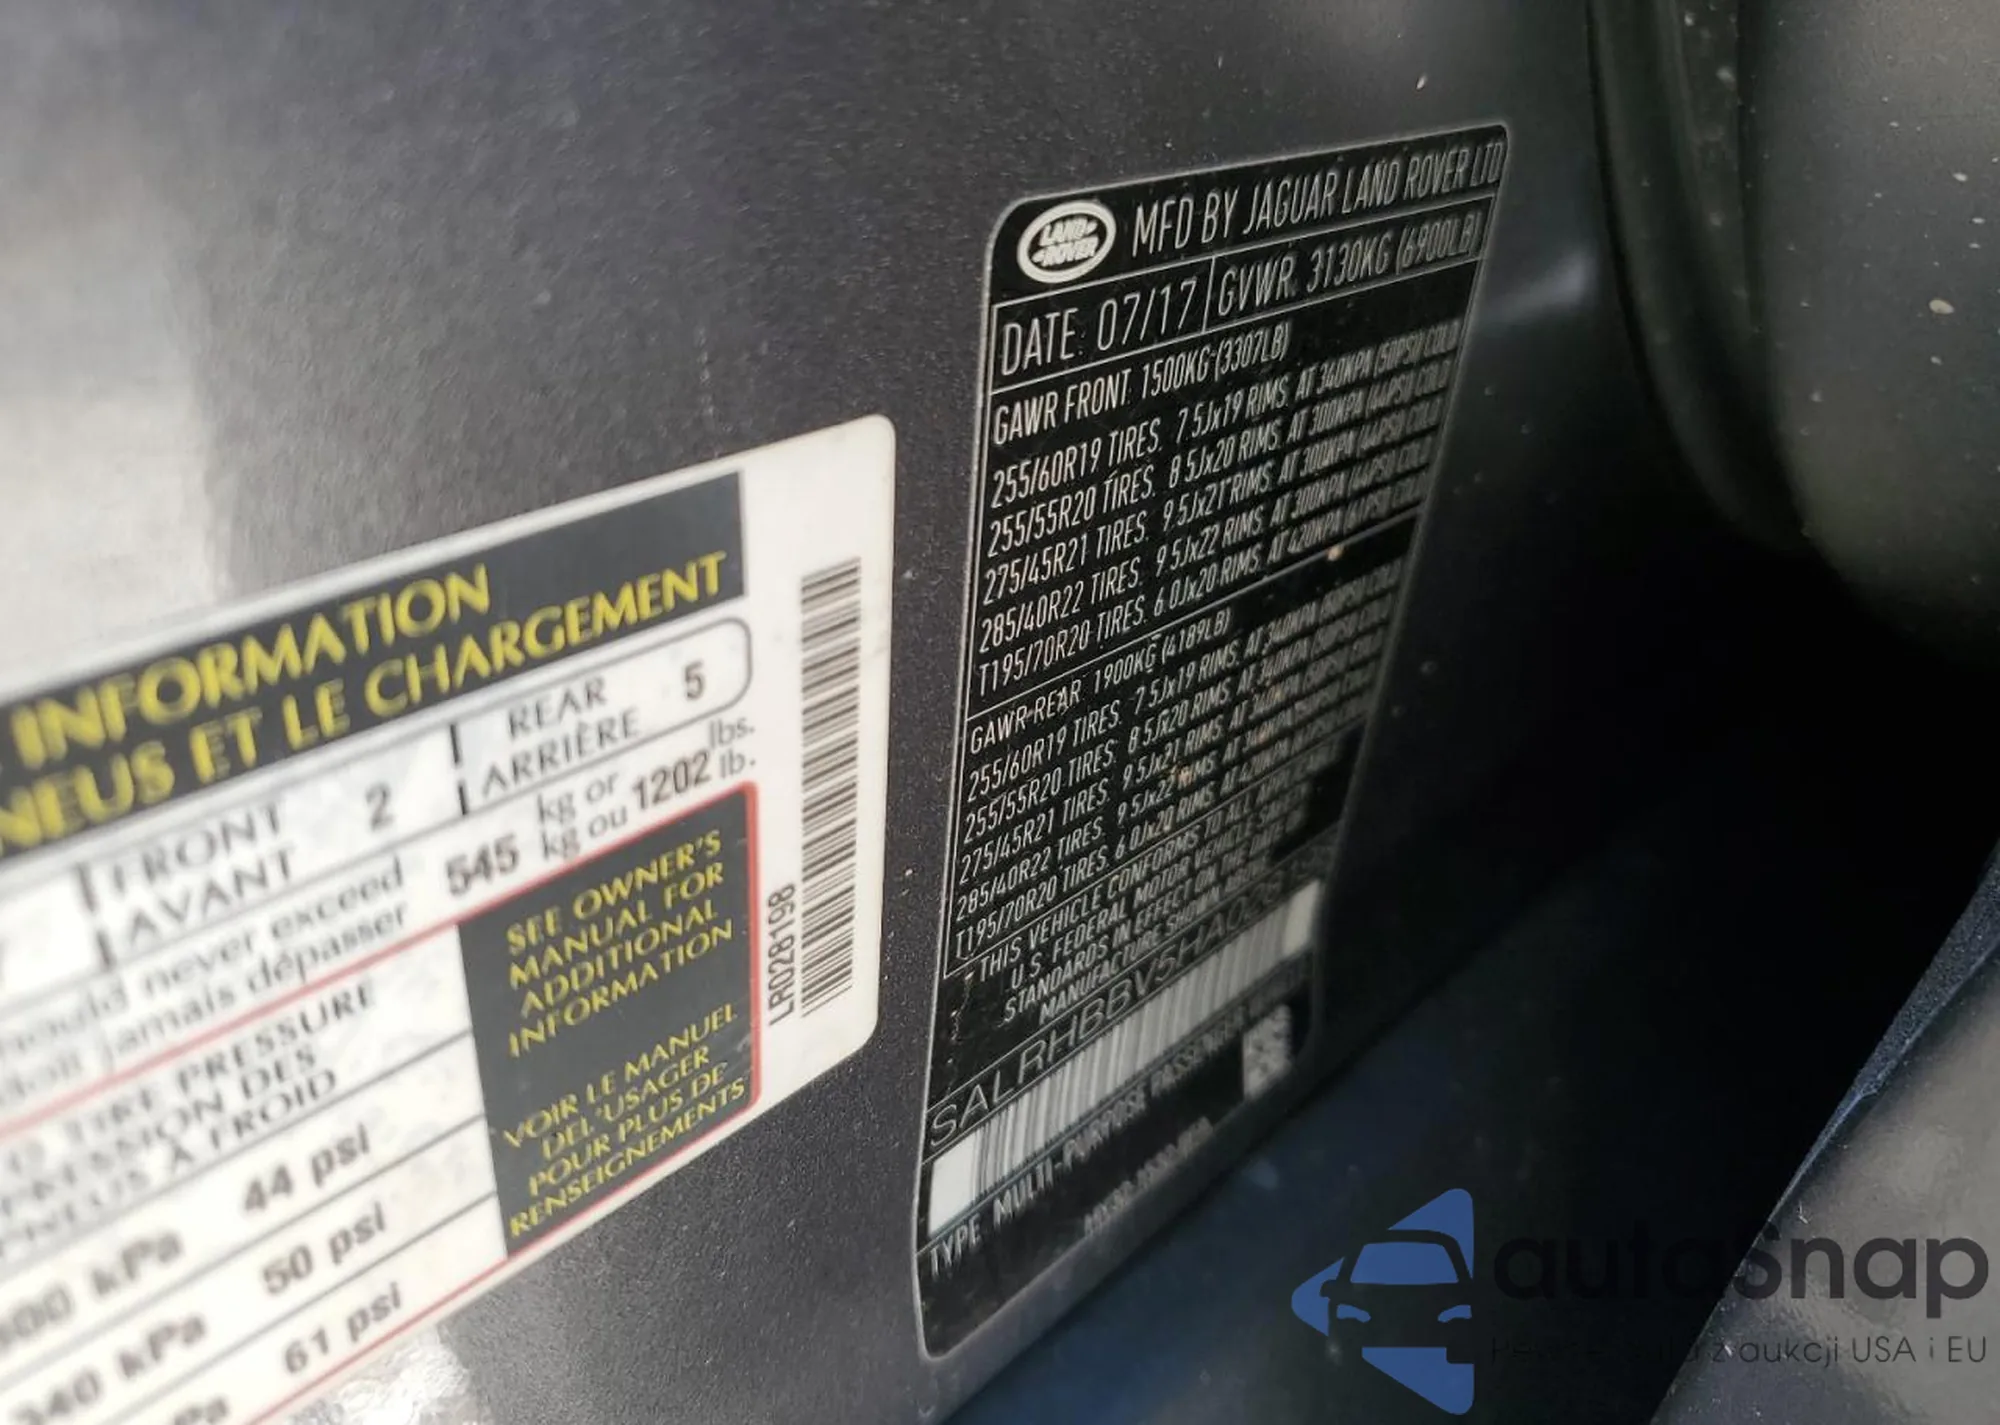 INFORMATION
NEUS ET LE CHARGEMENT
FRONT
AVANT
2
REAR
ARRIÈRE
5
should never exceed
doit jamais dépasser
545
kg or
kg ou
1202
lbs.
lb.
TIRE PRESSURE
PRESSION DES
PNEUS À FROID
44 psi
340 kPa
50 psi
kPa
61 psi
SEE OWNER'S
MANUAL FOR
ADDITIONAL
INFORMATION
VOIR LE MANUEL
DEL 'USAGER
POUR PLUS DE
RENSEIGNEMENTS
LR028198
LAND-
-ROVER
MFD BY JAGUAR LAND ROVER LTD
DATE: 07/17
GVWR: 3130KG (6900LB)
GAWR FRONT: 1500KG (3307LB)
255/60R19 TIRES. 7.5Jx19 RIMS. AT 340KPA (50PSI) COLD
255/55R20 TIRES. 8.5Jx20 RIMS. AT 300KPA (44PSI) COLD
275/45R21 TIRES. 9.5Jx21 RIMS. AT 300KPA (44PSI) COLD
285/40R22 TIRES. 9.5Jx22 RIMS. AT 300KPA (44PSI) COLD
T195/70R20 TIRES. 6.0Jx20 RIMS. AT 420KPA (61PSI) COLD
GAWR-REAR: 1900KG (4189LB)
255/60R19 TIRES. 7.5Jx19 RIMS. AT 340KPA
255/55R20 TIRES. 8.5Jx20 RIMS. AT 340KPA (50PSI) COLD
275/45R21 TIRES. 9.5Jx21 RIMS. AT 340KPA (50PSI) COLD
285/40R22 TIRES. 9.5Jx22 RIMS. AT 340KPA
T195/70R20 TIRES. 6.0Jx20 RIMS. AT 420KPA
THIS VEHICLE CONFORMS TO ALL
U.S. FEDERAL MOTOR VEHICLE
STANDARDS IN EFFECT ON THE
MANUFACTURE SHOWN
SALRHBBV5HA0
TYPE: MULTI-PURPOSE PASSENGER
autosnap
z aukcji USA i EU